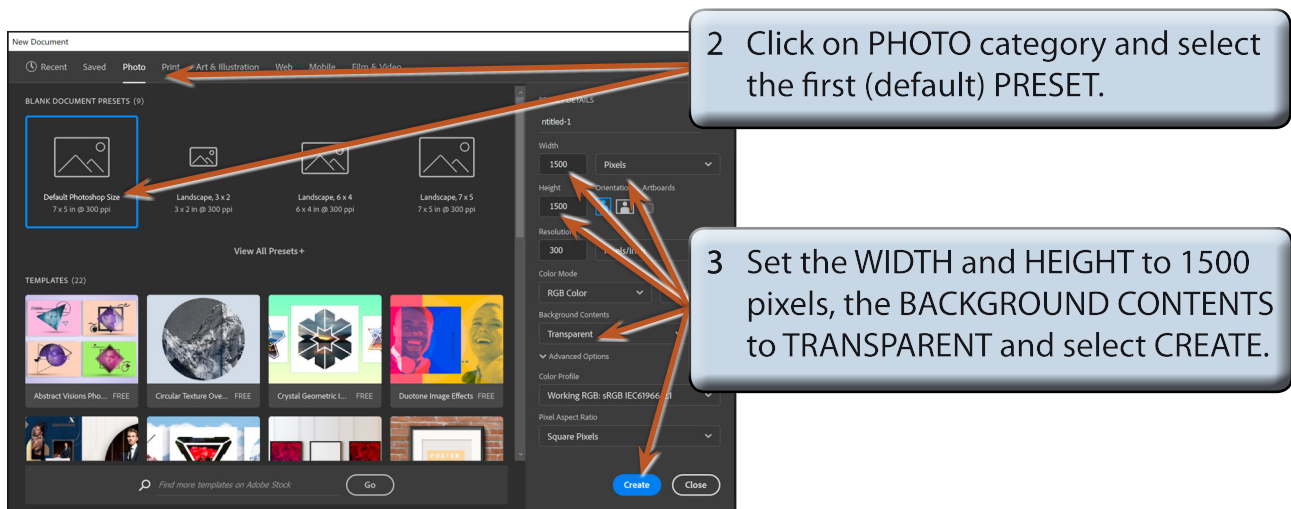 New Document
Recent Saved Photo Print Art & Illustration Web Mobile Film & Video
BLANK DOCUMENT PRESETS (9)
Default Photoshop Size
7 x 5 in @ 300 ppi
Landscape, 3 x 2
3 x 2 in @ 300 ppi
Landscape, 6 x 4
6 x 4 in @ 300 ppi
Landscape, 7 x 5
7 x 5 in @ 300 ppi
View All Presets+
TEMPLATES (22)
Abstract Visions Pho... FREE
Circular Texture Ove... FREE
Crystal Geometric I... FREE
Duotone Image Effects FREE
POSTER
Find more templates on Adobe Stock
Go
DETAILS
ntitled-1
Width
1500 Pixels
Height Orientation Artboards
1500
Resolution
300
Color Mode
RGB Color
Background Contents
Transparent
Advanced Options
Color Profile
Working RGB: sRGB
Pixel Aspect Ratio
Square Pixels
Create Close
2 Click on PHOTO category and select
the first (default) PRESET.
3 Set the WIDTH and HEIGHT to 1500
pixels, the BACKGROUND CONTENTS
to TRANSPARENT and select CREATE.